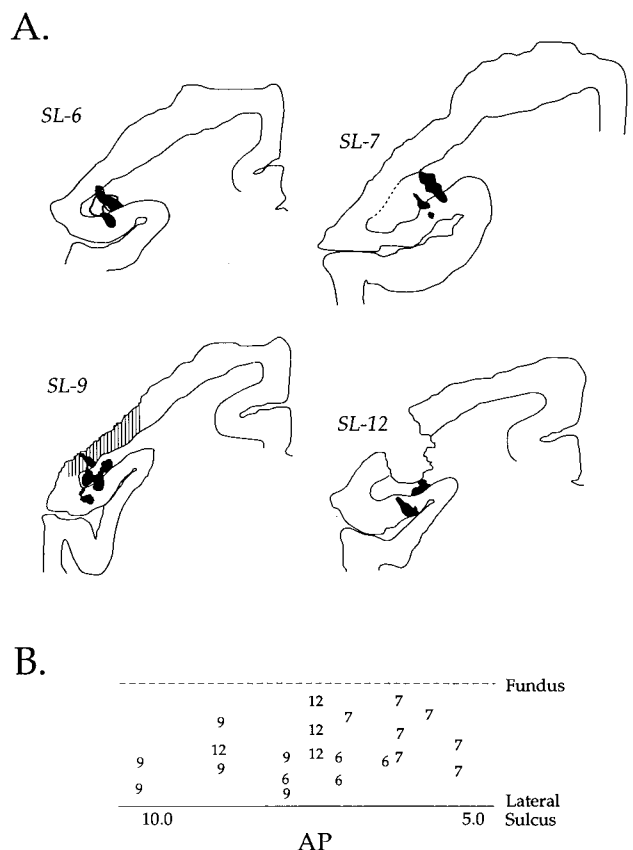 A.
SL-6
SL-7
SL-9
SL-12
B.
Fundus
12 7
9 7 7
12 7
12 7
9 9 12 6 6 7
9 7
6 6
9 9
Lateral
10.0 5.0 Sulcus
AP